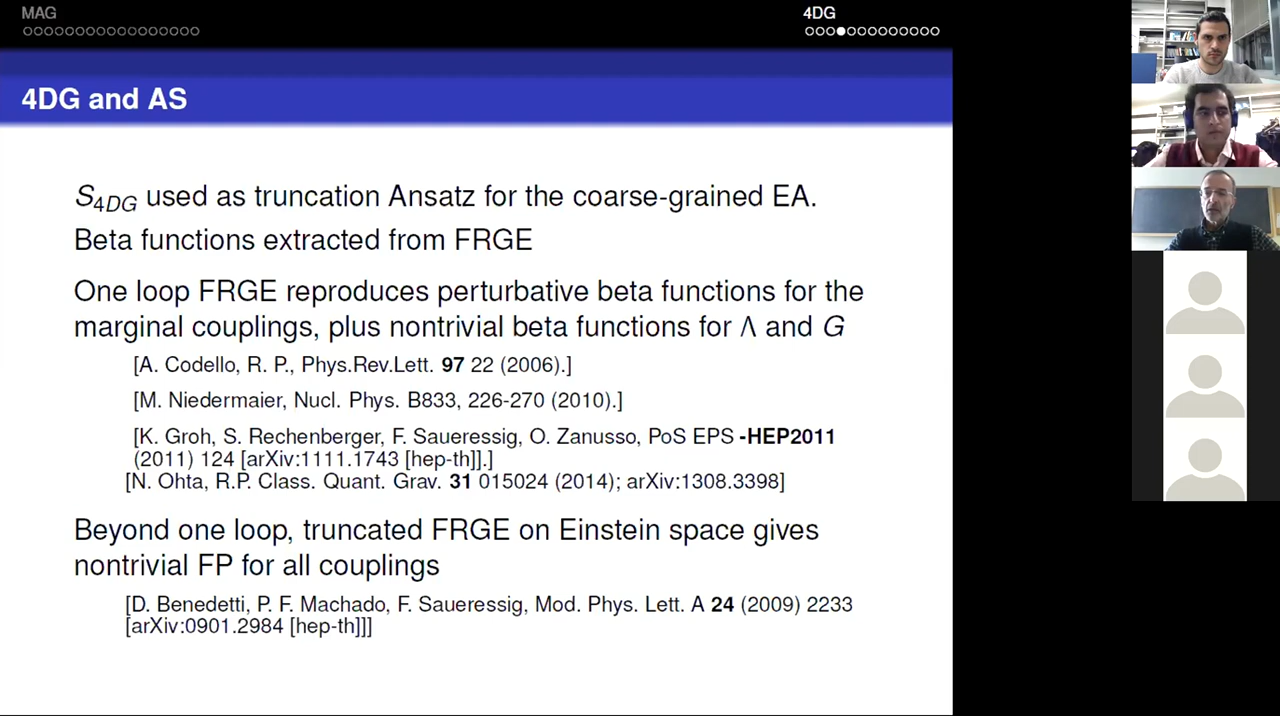 MAG
4DG
4DG and AS
S4DG used as truncation Ansatz for the coarse-grained EA.
Beta functions extracted from FRGE
One loop FRGE reproduces perturbative beta functions for the
marginal couplings, plus nontrivial beta functions for Λ and G
[A. Codello, R. P., Phys.Rev.Lett. 97 22 (2006).]
[M. Niedermaier, Nucl. Phys. B833, 226-270 (2010).]
[K. Groh, S. Rechenberger, F. Saueressig, O. Zanusso, PoS EPS -HEP2011
(2011) 124 [arXiv:1111.1743 [hep-th]].]
[N. Ohta, R.P. Class. Quant. Grav. 31 015024 (2014); arXiv:1308.3398]
Beyond one loop, truncated FRGE on Einstein space gives
nontrivial FP for all couplings
[D. Benedetti, P. F. Machado, F. Saueressig, Mod. Phys. Lett. A 24 (2009) 2233
[arXiv:0901.2984 [hep-th]]]